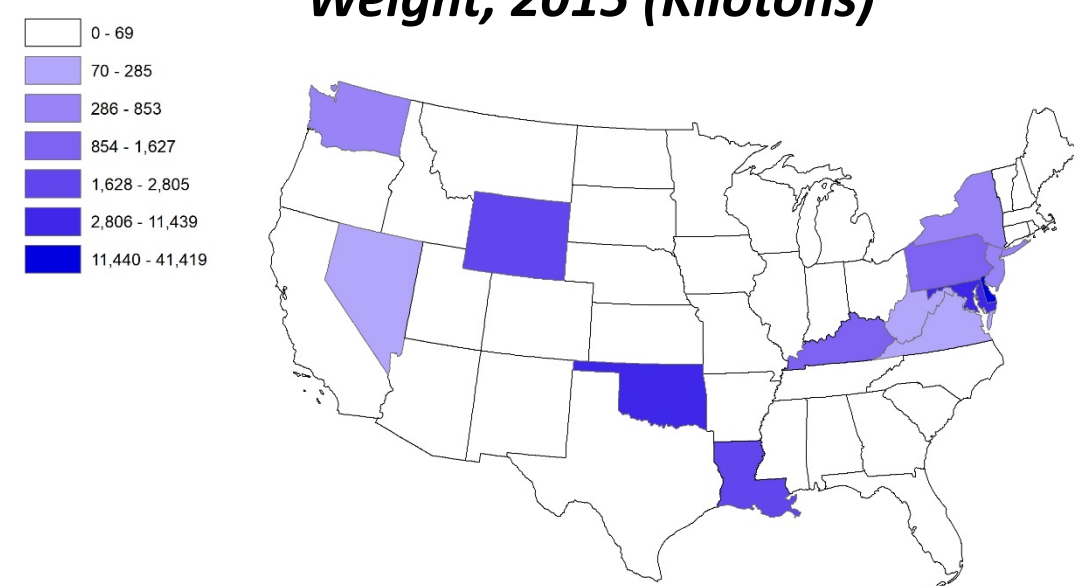 Weight, 2015 (Kilotons)
0 - 69
70 - 285
286 - 853
854 - 1,627
1,628 - 2,805
2,806 - 11,439
11,440 - 41,419